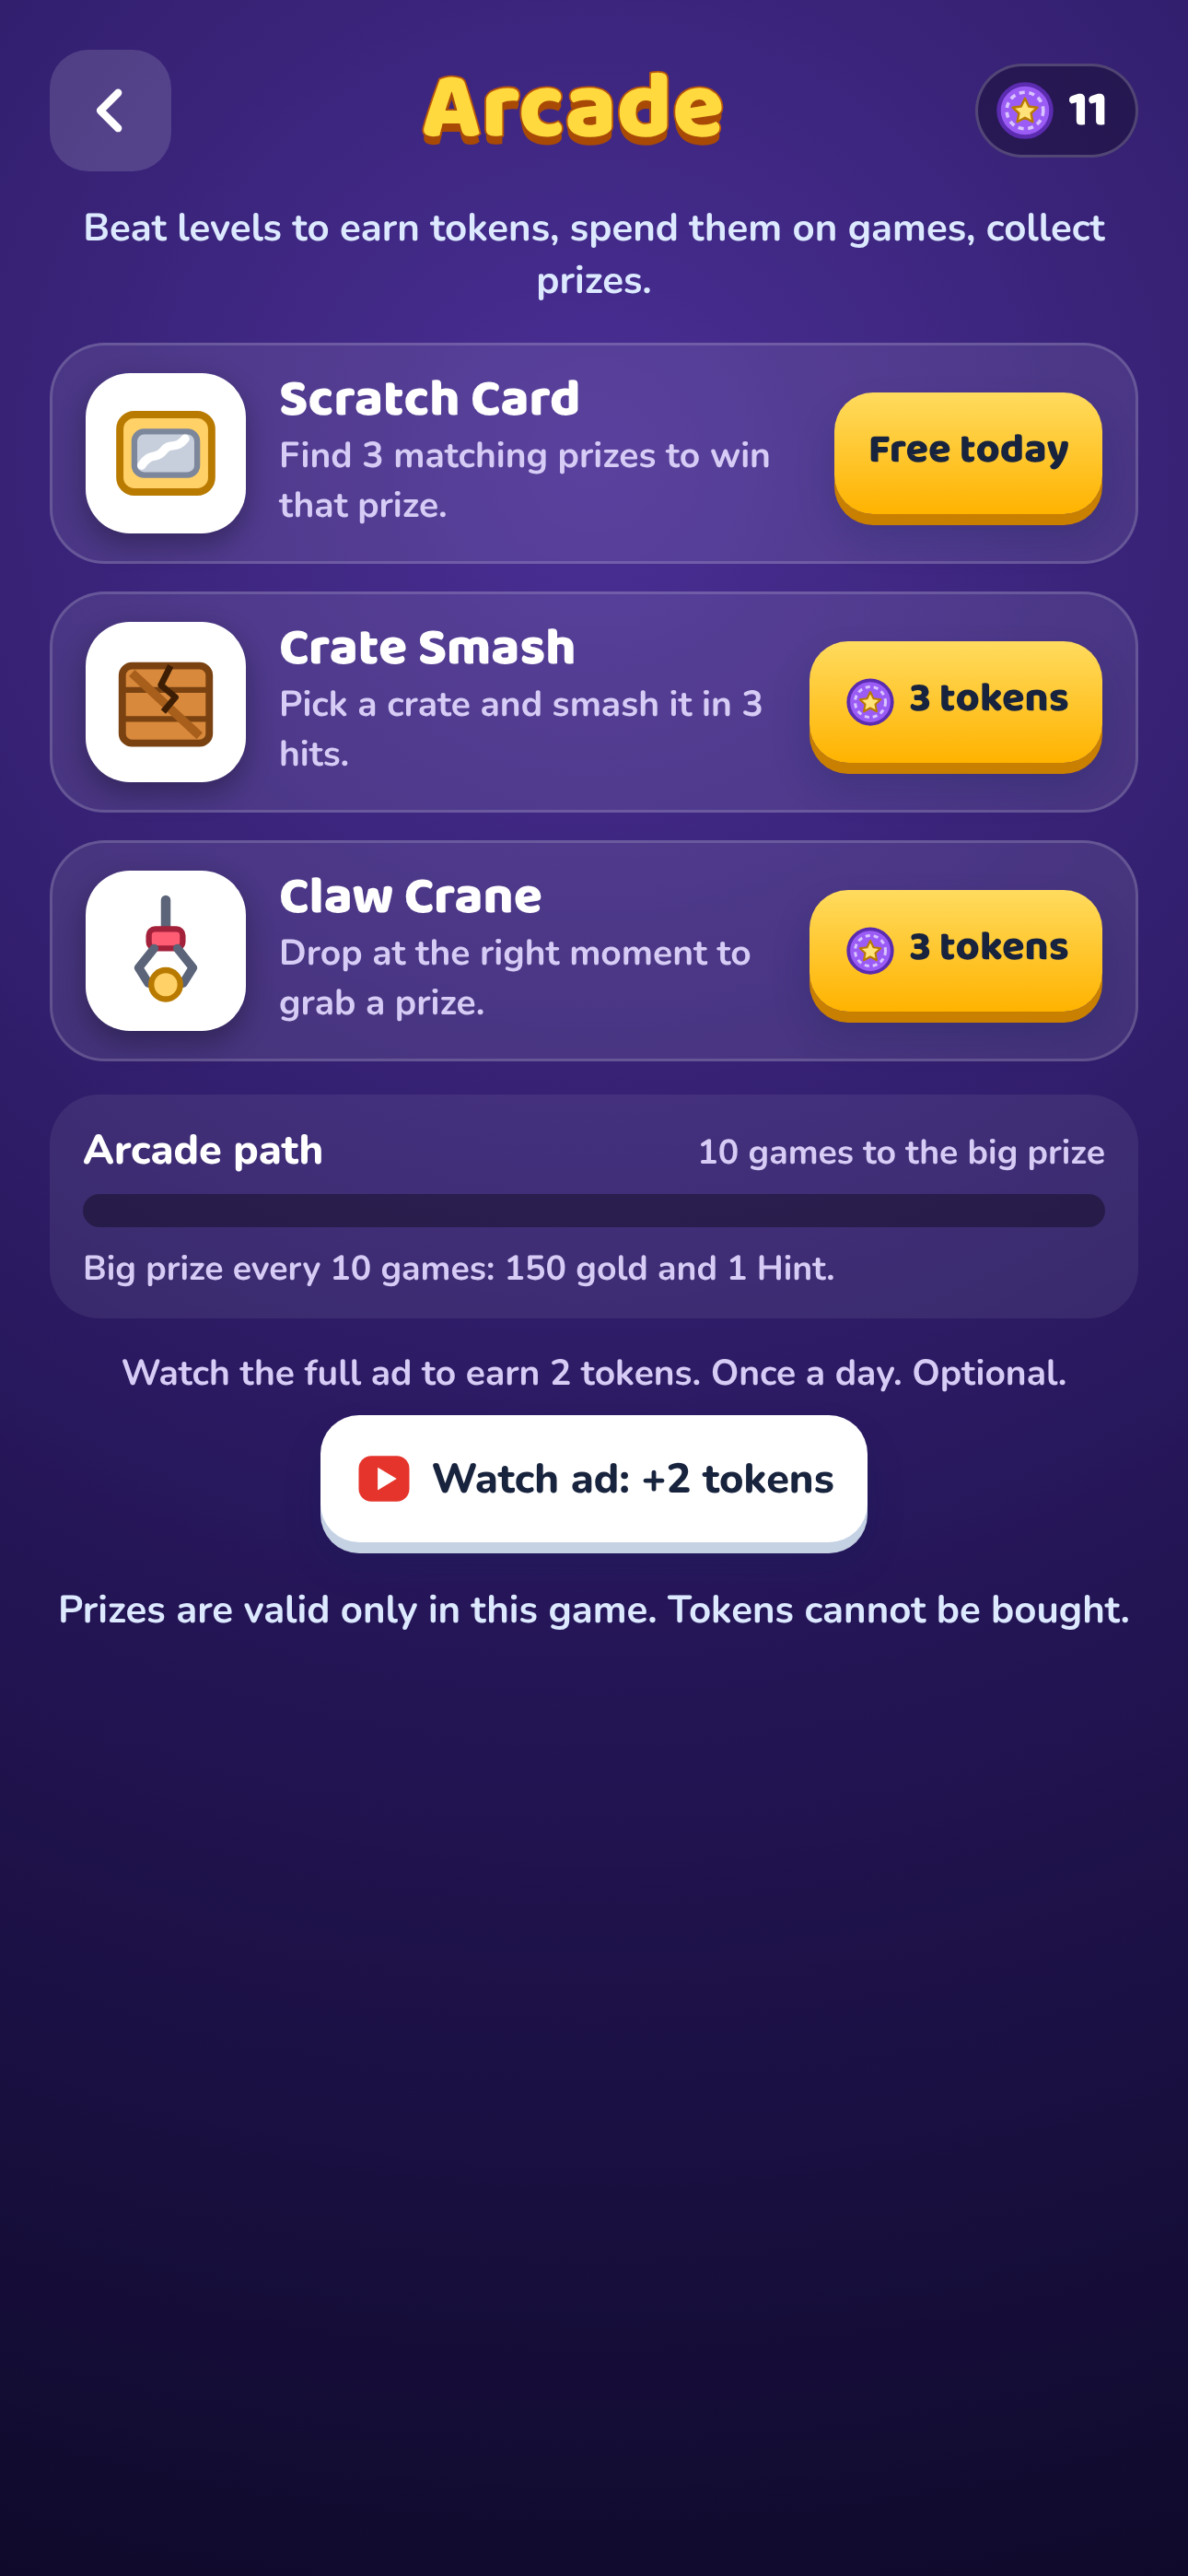 Arcade
11
Beat levels to earn tokens, spend them on games, collect
prizes.
Scratch Card
Find 3 matching prizes to win
that prize.
Free today
Crate Smash
Pick a crate and smash it in 3
hits.
3 tokens
Claw Crane
Drop at the right moment to
grab a prize.
3 tokens
Arcade path
10 games to the big prize
Big prize every 10 games: 150 gold and 1 Hint.
Watch the full ad to earn 2 tokens. Once a day. Optional.
Watch ad: +2 tokens
Prizes are valid only in this game. Tokens cannot be bought.